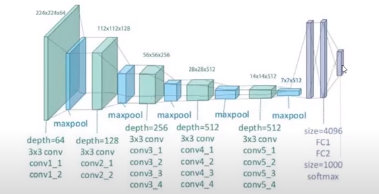 224x224x64
112x112x128
56x56x256
28x28x512
14x14x512
7x7x512
maxpool
maxpool
maxpool
maxpool
maxpool
depth=64
3x3 conv
conv1_1
conv1_2
depth=128
3x3 conv
conv2_1
conv2_2
depth=256
3x3 conv
conv3_1
conv3_2
conv3_3
conv3_4
depth=512
3x3 conv
conv4_1
conv4_2
conv4_3
conv4_4
depth=512
3x3 conv
conv5_1
conv5_2
conv5_3
conv5_4
size=4096
FC1
FC2
size=1000
softmax